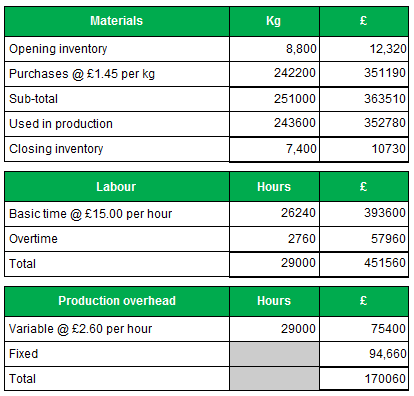 Materials Kg £
Opening inventory 8,800 12,320
Purchases @ £1.45 per kg 242200 351190
Sub-total 251000 363510
Used in production 243600 352780
Closing inventory 7,400 10730
Labour Hours £
Basic time @ £15.00 per hour 26240 393600
Overtime 2760 57960
Total 29000 451560
Production overhead Hours £
Variable @ £2.60 per hour 29000 75400
Fixed 94,660
Total 170060